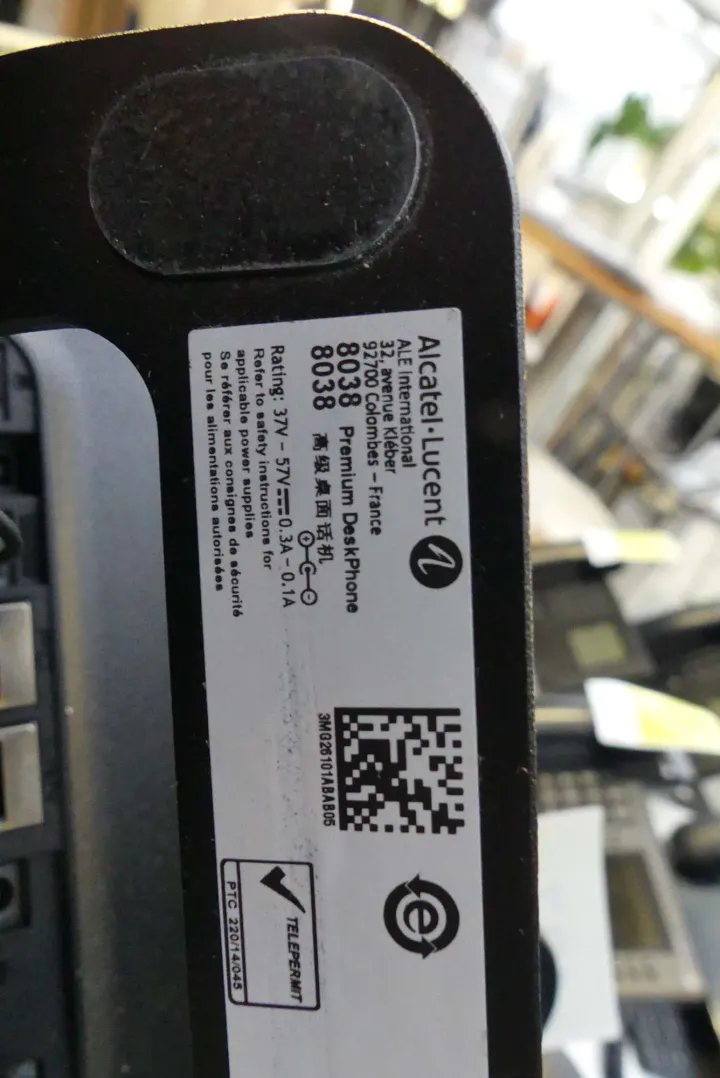 Alcatel·Lucent
ALE International
32, avenue Kléber
92700 Colombes – France
8038 Premium DeskPhone
8038 高级桌面话机
Rating: 37V – 57V 0.3A – 0.1A
Refer to safety instructions for
applicable power supplies
Se référer aux consignes de sécurité
pour les alimentations autorisées
3MG26101ABAB05
e
TELEPERMIT
PTC 220/14/045